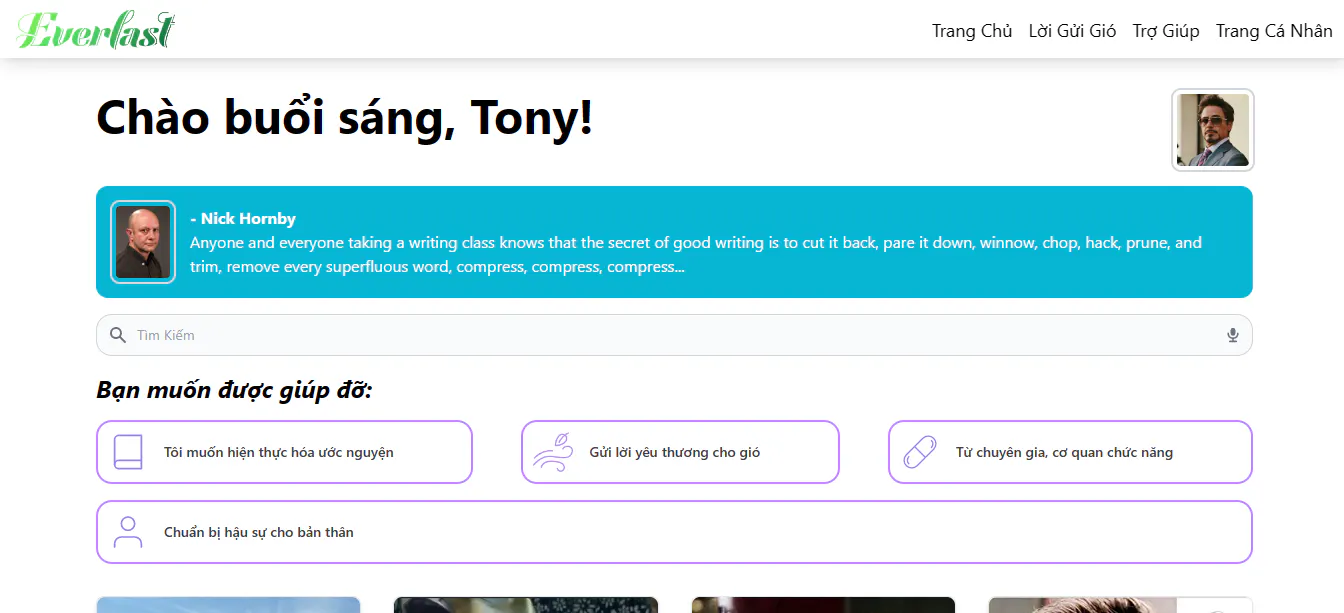 Everlast
Trang Chủ Lời Gửi Gió Trợ Giúp Trang Cá Nhân
Chào buổi sáng, Tony!
- Nick Hornby
Anyone and everyone taking a writing class knows that the secret of good writing is to cut it back, pare it down, winnow, chop, hack, prune, and
trim, remove every superfluous word, compress, compress, compress...
Tìm Kiếm
Bạn muốn được giúp đỡ:
Tôi muốn hiện thực hóa ước nguyện
Gửi lời yêu thương cho gió
Từ chuyên gia, cơ quan chức năng
Chuẩn bị hậu sự cho bản thân